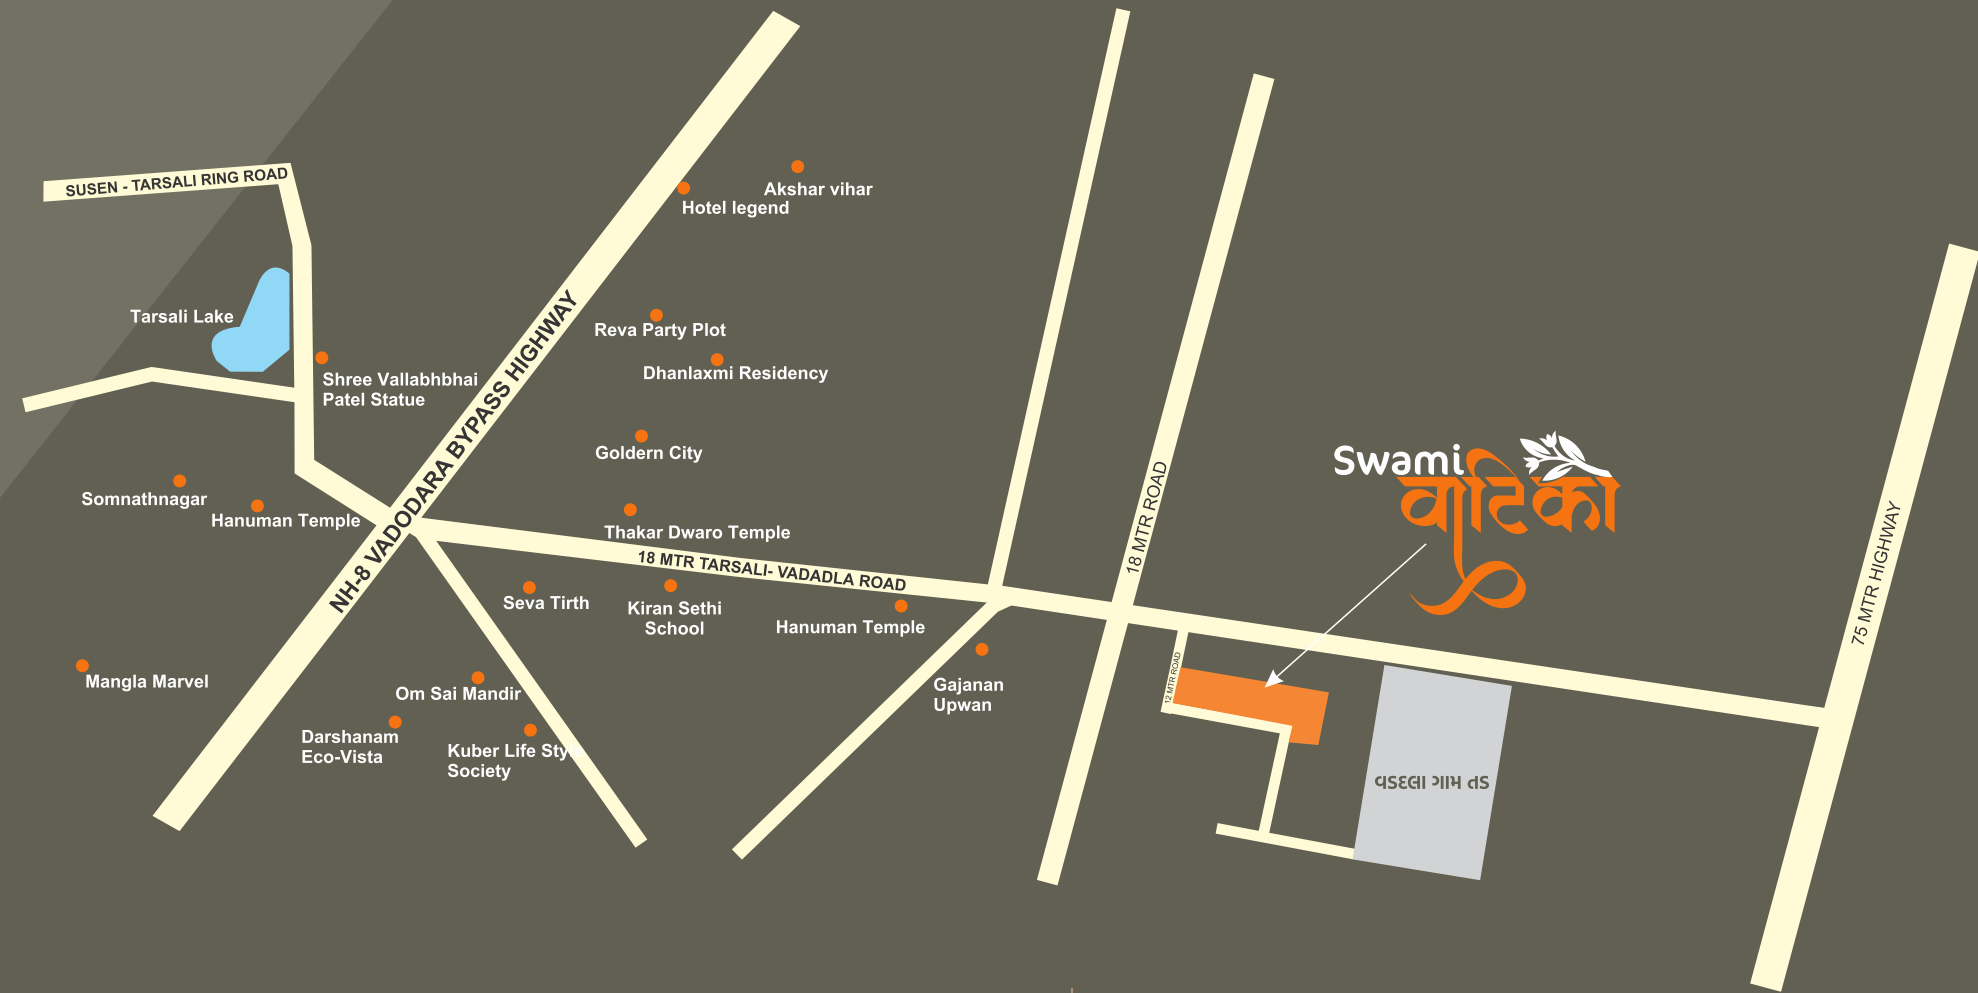 SUSEN - TARSALI RING ROAD
Akshar vihar
Hotel legend
Tarsali Lake
Reva Party Plot
Dhanlaxmi Residency
Shree Vallabhbhai
Patel Statue
NH-8 VADODARA BYPASS HIGHWAY
Goldern City
Somnathnagar
Hanuman Temple
Thakar Dwaro Temple
18 MTR TARSALI- VADADLA ROAD
Seva Tirth
Kiran Sethi
School
Hanuman Temple
Mangla Marvel
Om Sai Mandir
Darshanam
Eco-Vista
Kuber Life Sty
Society
Gajanan
Upwan
18 MTR ROAD
12 MTR ROAD
Swami
वाटिका
75 MTR HIGHWAY